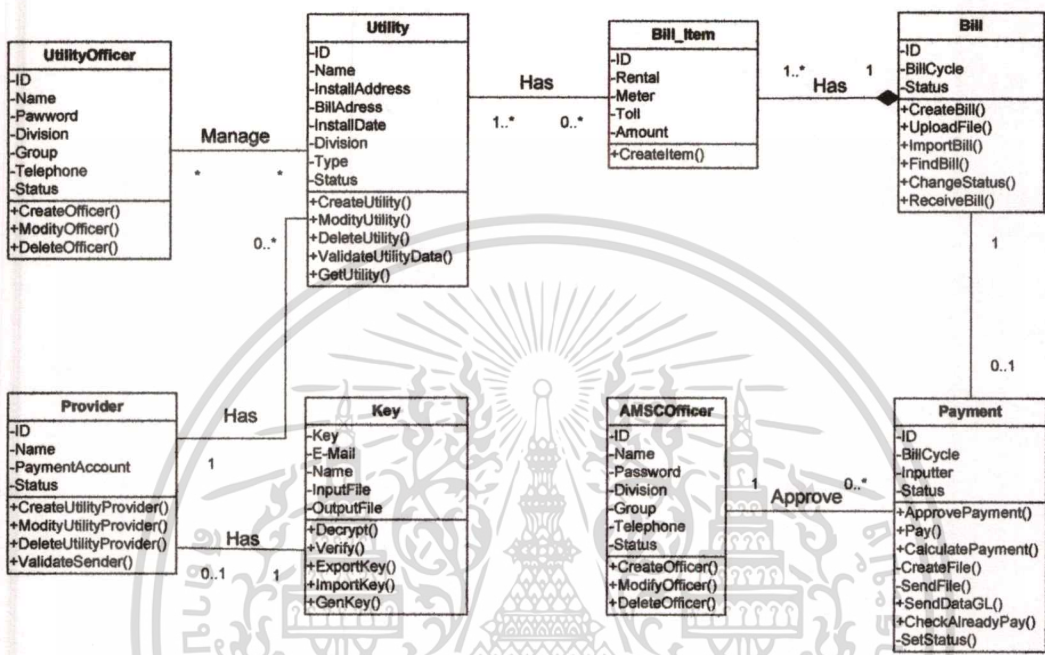 UtilityOfficer
-ID
-Name
-Pawword
-Division
-Group
-Telephone
-Status
+CreateOfficer()
+ModityOfficer()
+DeleteOfficer()
Manage
*
*
Utility
-ID
-Name
-InstallAddress
-BillAdress
-InstallDate
-Division
-Type
-Status
+CreateUtility()
+ModityUtility()
+DeleteUtility()
+ValidateUtilityData()
+GetUtility()
Has
1..*
0..*
Bill_Item
-ID
-Rental
-Meter
-Toll
-Amount
+CreateItem()
1..*
1
Has
Bill
-ID
-BillCycle
-Status
+CreateBill()
+UploadFile()
+ImportBill()
+FindBill()
+ChangeStatus()
+ReceiveBill()
0..*
1
0..1
Provider
-ID
-Name
-PaymentAccount
-Status
+CreateUtilityProvider()
+ModityUtilityProvider()
+DeleteUtilityProvider()
+ValidateSender()
Has
1
Has
0..1
1
Key
-Key
-E-Mail
-Name
-InputFile
-OutputFile
+Decrypt()
+Verify()
+ExportKey()
+ImportKey()
+GenKey()
AMSCOfficer
-ID
-Name
-Password
-Division
-Group
-Telephone
-Status
+CreateOfficer()
+ModifyOfficer()
+DeleteOfficer()
1
0..*
Approve
Payment
-ID
-BillCycle
-Inputter
-Status
+ApprovePayment()
+Pay()
+CalculatePayment()
-CreateFile()
-SendFile()
+SendDataGL()
+CheckAlreadyPay()
-SetStatus()